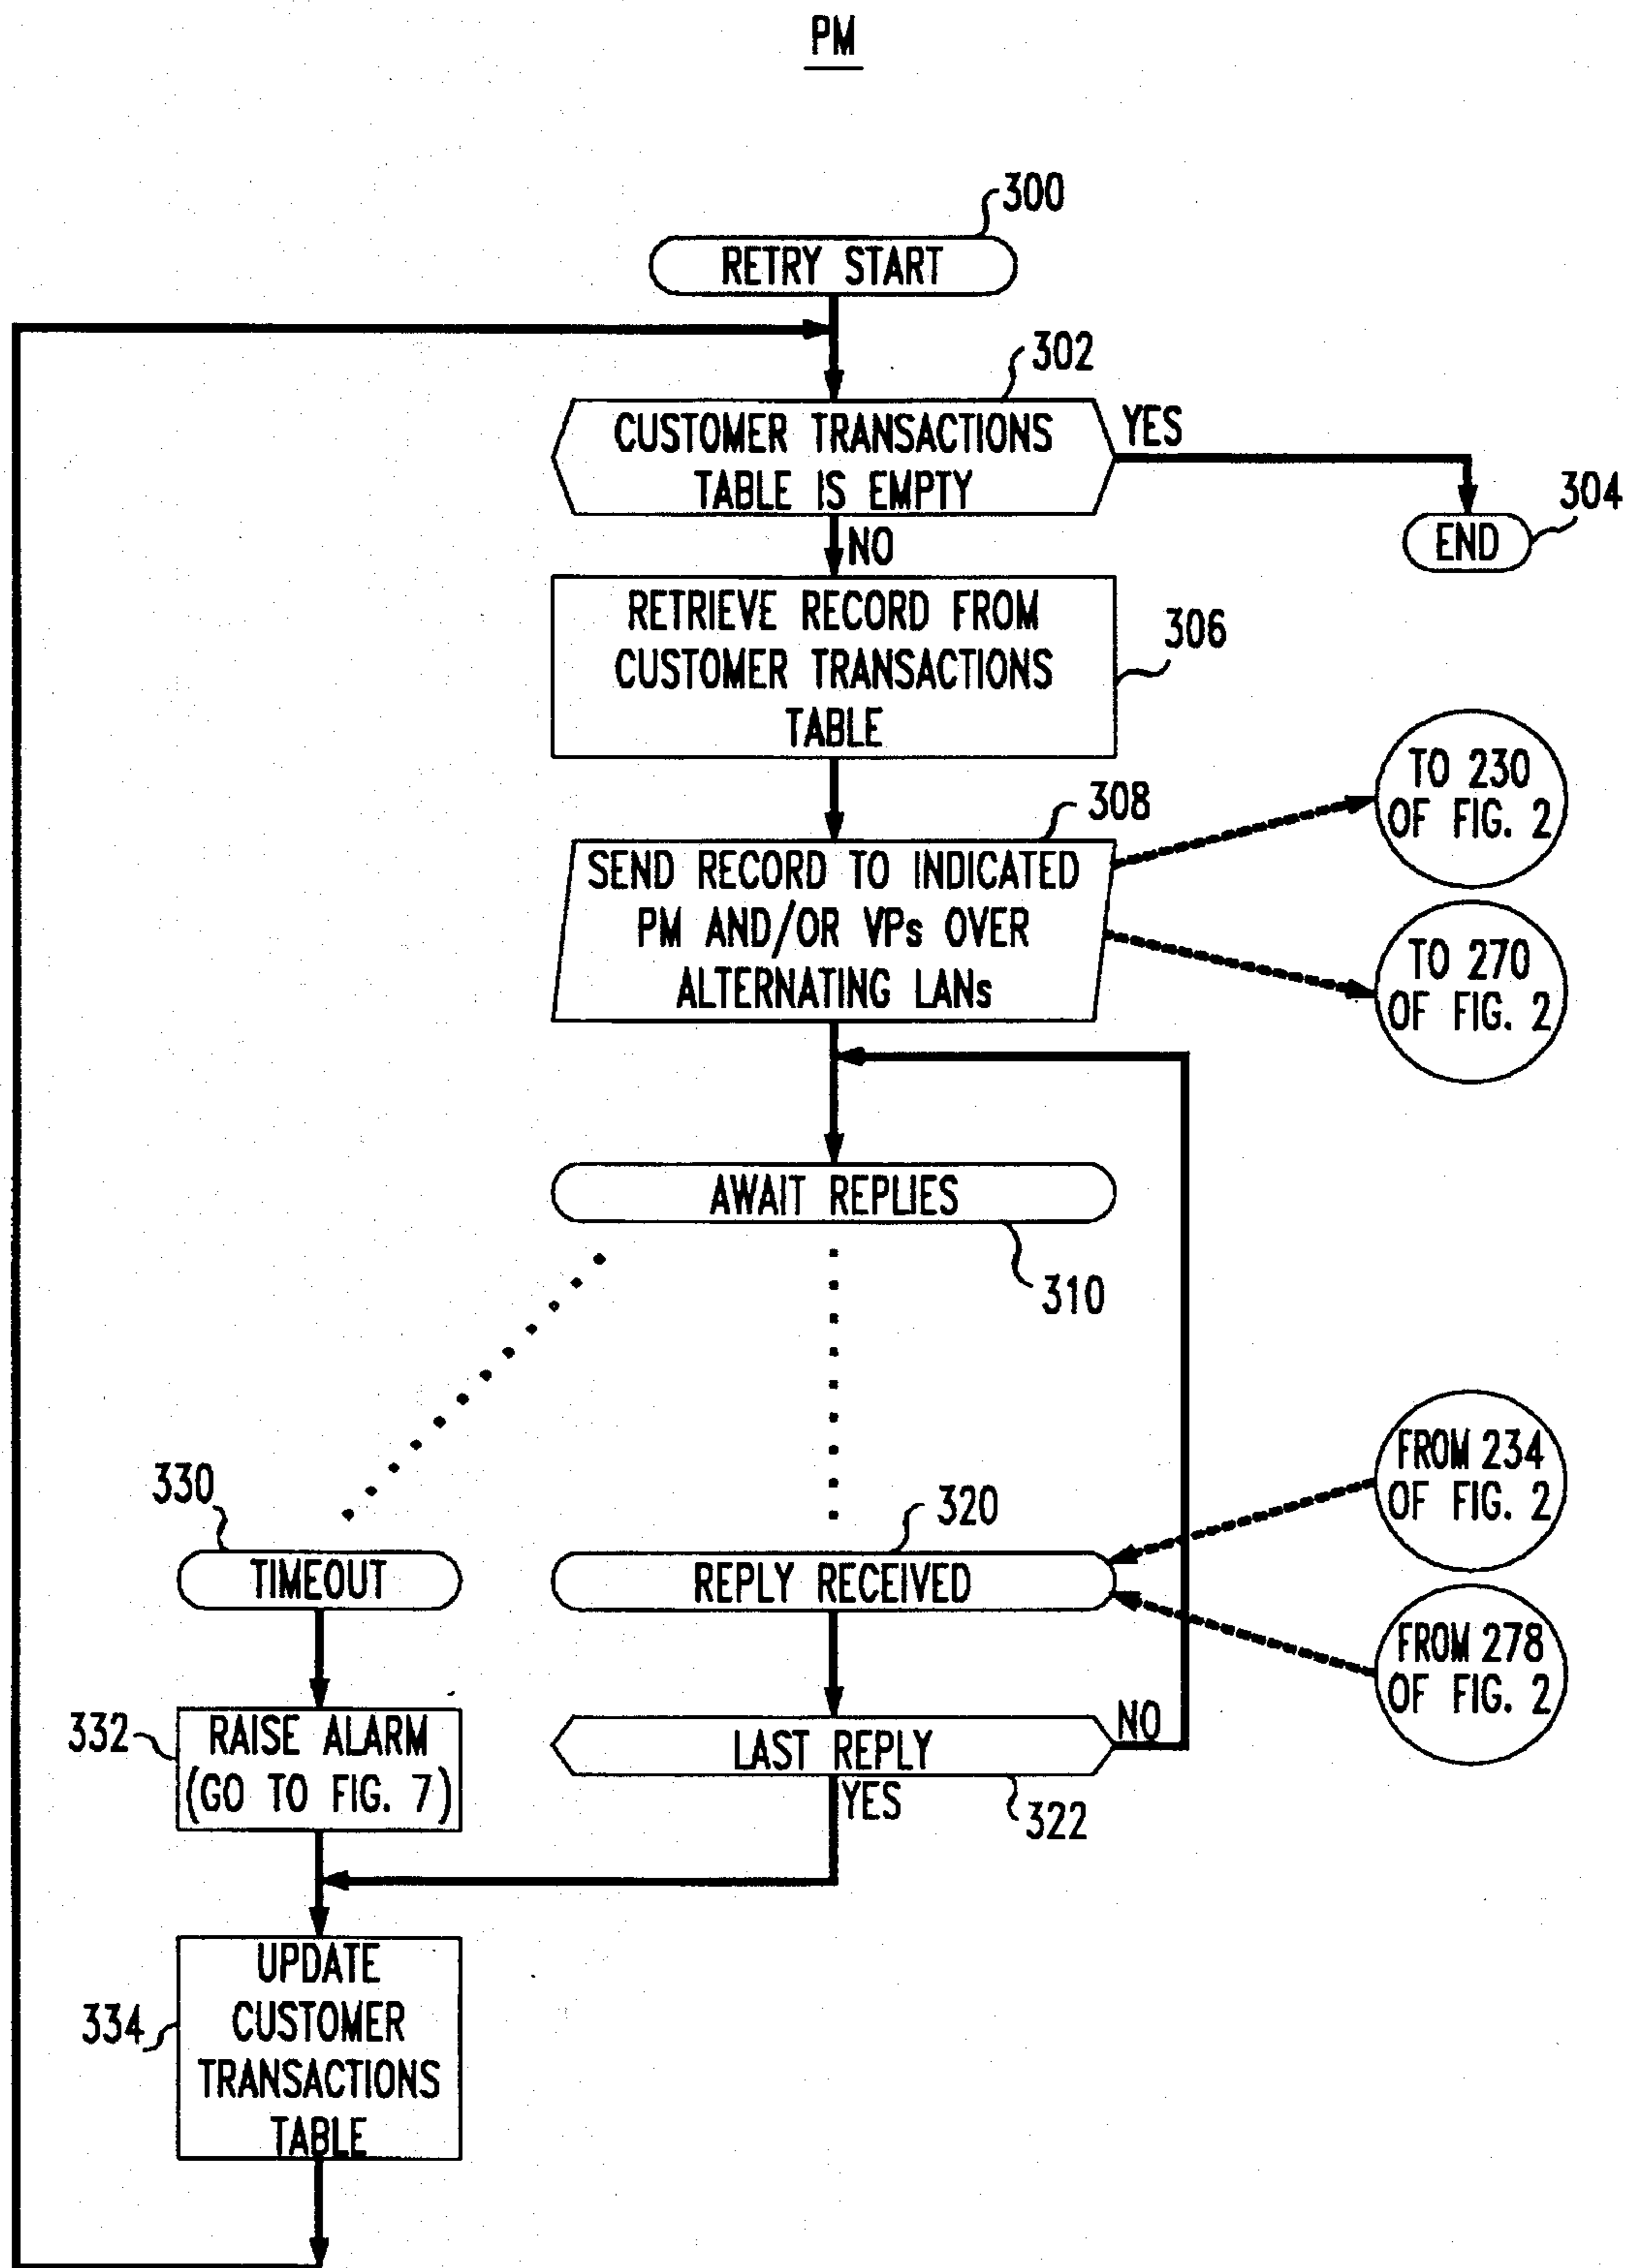 PM
300
RETRY START
302
CUSTOMER TRANSACTIONS
TABLE IS EMPTY
YES
304
END
NO
RETRIEVE RECORD FROM
CUSTOMER TRANSACTIONS
TABLE
306
308
SEND RECORD TO INDICATED
PM AND/OR VPs OVER
ALTERNATING LANs
TO 230
OF FIG. 2
TO 270
OF FIG. 2
AWAIT REPLIES
310
330
TIMEOUT
320
REPLY RECEIVED
FROM 234
OF FIG. 2
FROM 278
OF FIG. 2
332
RAISE ALARM
(GO TO FIG. 7)
LAST REPLY
NO
YES
322
334
UPDATE
CUSTOMER
TRANSACTIONS
TABLE